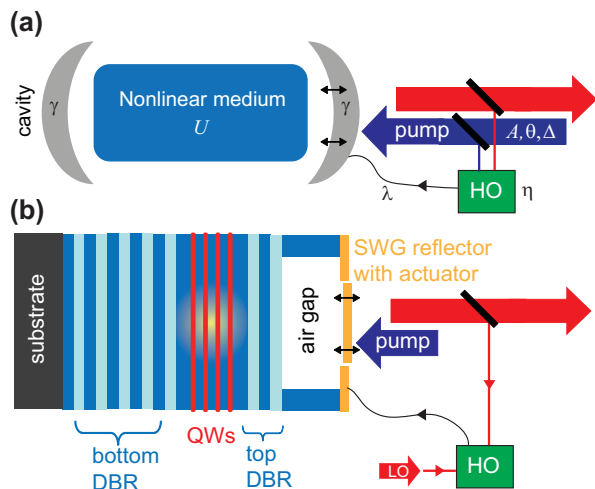 (a)
cavity
γ
Nonlinear medium
U
γ
pump
A,θ,Δ
λ
HO
η
(b)
substrate
SWG reflector
with actuator
air gap
pump
QWs
bottom
DBR
top
DBR
LO
HO